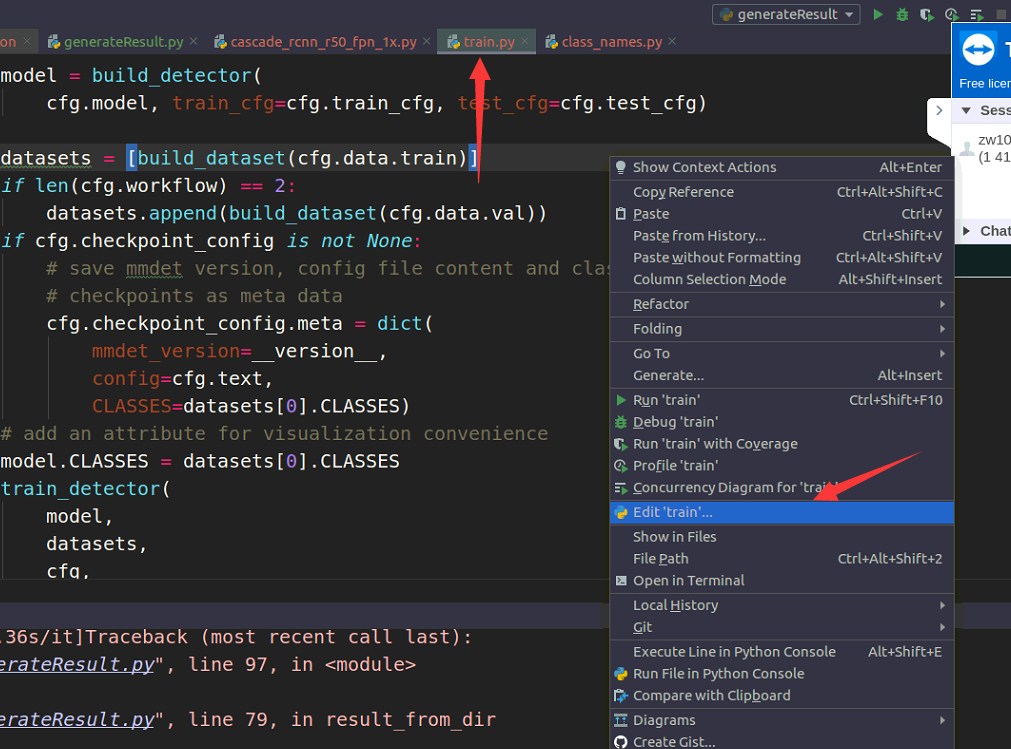 generateResult
on
generateResult.py
cascade_rcnn_r50_fpn_1x.py
train.py
class_names.py
model = build_detector(
cfg.model, train_cfg=cfg.train_cfg, test_cfg=cfg.test_cfg)
datasets = [build_dataset(cfg.data.train)]
if len(cfg.workflow) == 2:
datasets.append(build_dataset(cfg.data.val))
if cfg.checkpoint_config is not None:
# save mmdet version, config file content and clas
# checkpoints as meta data
cfg.checkpoint_config.meta = dict(
mmdet_version=__version__,
config=cfg.text,
CLASSES=datasets[0].CLASSES)
# add an attribute for visualization convenience
model.CLASSES = datasets[0].CLASSES
train_detector(
model,
datasets,
cfg,
.36s/it]Traceback (most recent call last):
erateResult.py", line 97, in <module>
erateResult.py", line 79, in result_from_dir
Show Context Actions Alt+Enter
Copy Reference Ctrl+Alt+Shift+C
Paste Ctrl+V
Paste from History... Ctrl+Shift+V
Paste without Formatting Ctrl+Alt+Shift+V
Column Selection Mode Alt+Shift+Insert
Refactor
Folding
Go To
Generate... Alt+Insert
Run 'train' Ctrl+Shift+F10
Debug 'train'
Run 'train' with Coverage
Profile 'train'
Concurrency Diagram for 'train'
Edit 'train'...
Show in Files
File Path Ctrl+Alt+Shift+2
Open in Terminal
Local History
Git
Execute Line in Python Console Alt+Shift+E
Run File in Python Console
Compare with Clipboard
Diagrams
Create Gist...
T
Free licen
Sess
zw10
(1 41
Chat